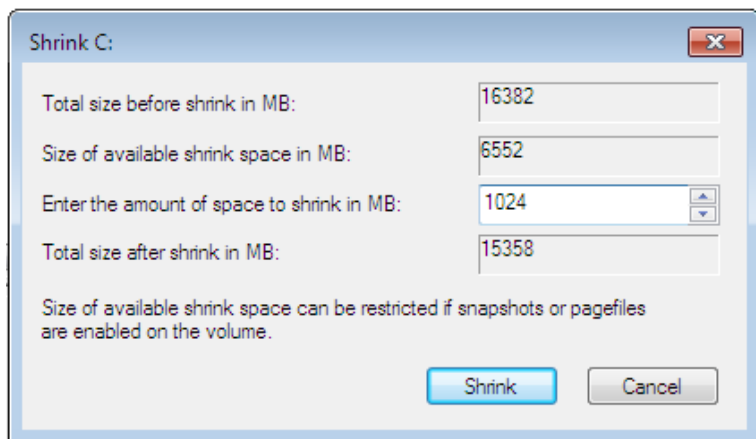 Shrink C:
Total size before shrink in MB: 16382
Size of available shrink space in MB: 6552
Enter the amount of space to shrink in MB: 1024
Total size after shrink in MB: 15358
Size of available shrink space can be restricted if snapshots or pagefiles
are enabled on the volume.
Shrink Cancel